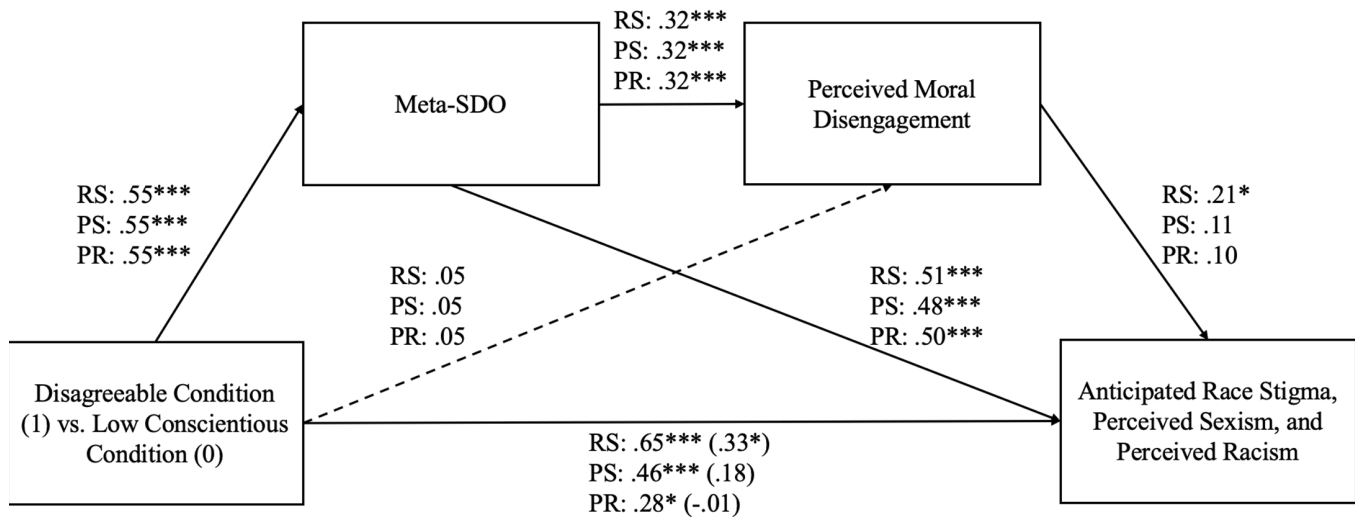 RS: .32***
PS: .32***
PR: .32***
Meta-SDO
Perceived Moral
Disengagement
RS: .55***
PS: .55***
PR: .55***
RS: .21*
PS: .11
PR: .10
RS: .05
PS: .05
PR: .05
RS: .51***
PS: .48***
PR: .50***
Disagreeable Condition
(1) vs. Low Conscientious
Condition (0)
Anticipated Race Stigma,
Perceived Sexism, and
Perceived Racism
RS: .65*** (.33*)
PS: .46*** (.18)
PR: .28* (-.01)